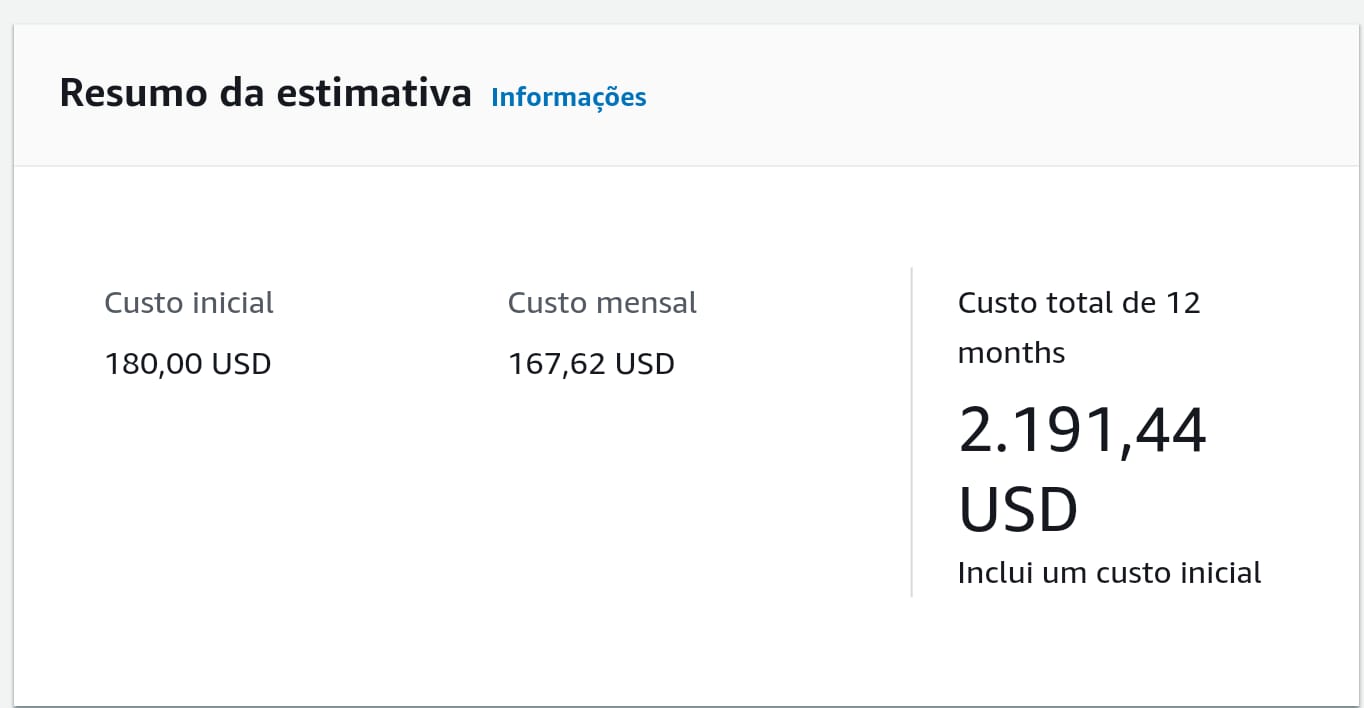 Resumo da estimativa Informações
Custo inicial
180,00 USD
Custo mensal
167,62 USD
Custo total de 12
months
2.191,44
USD
Inclui um custo inicial